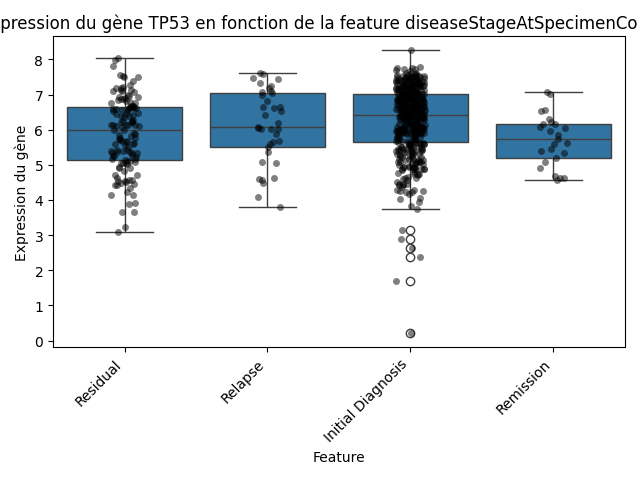 pression du gène TP53 en fonction de la feature diseaseStageAtSpecimenCo
Expression du gène
8
7
6
5
4
3
2
1
0
Residual
Relapse
Initial Diagnosis
Remission
Feature